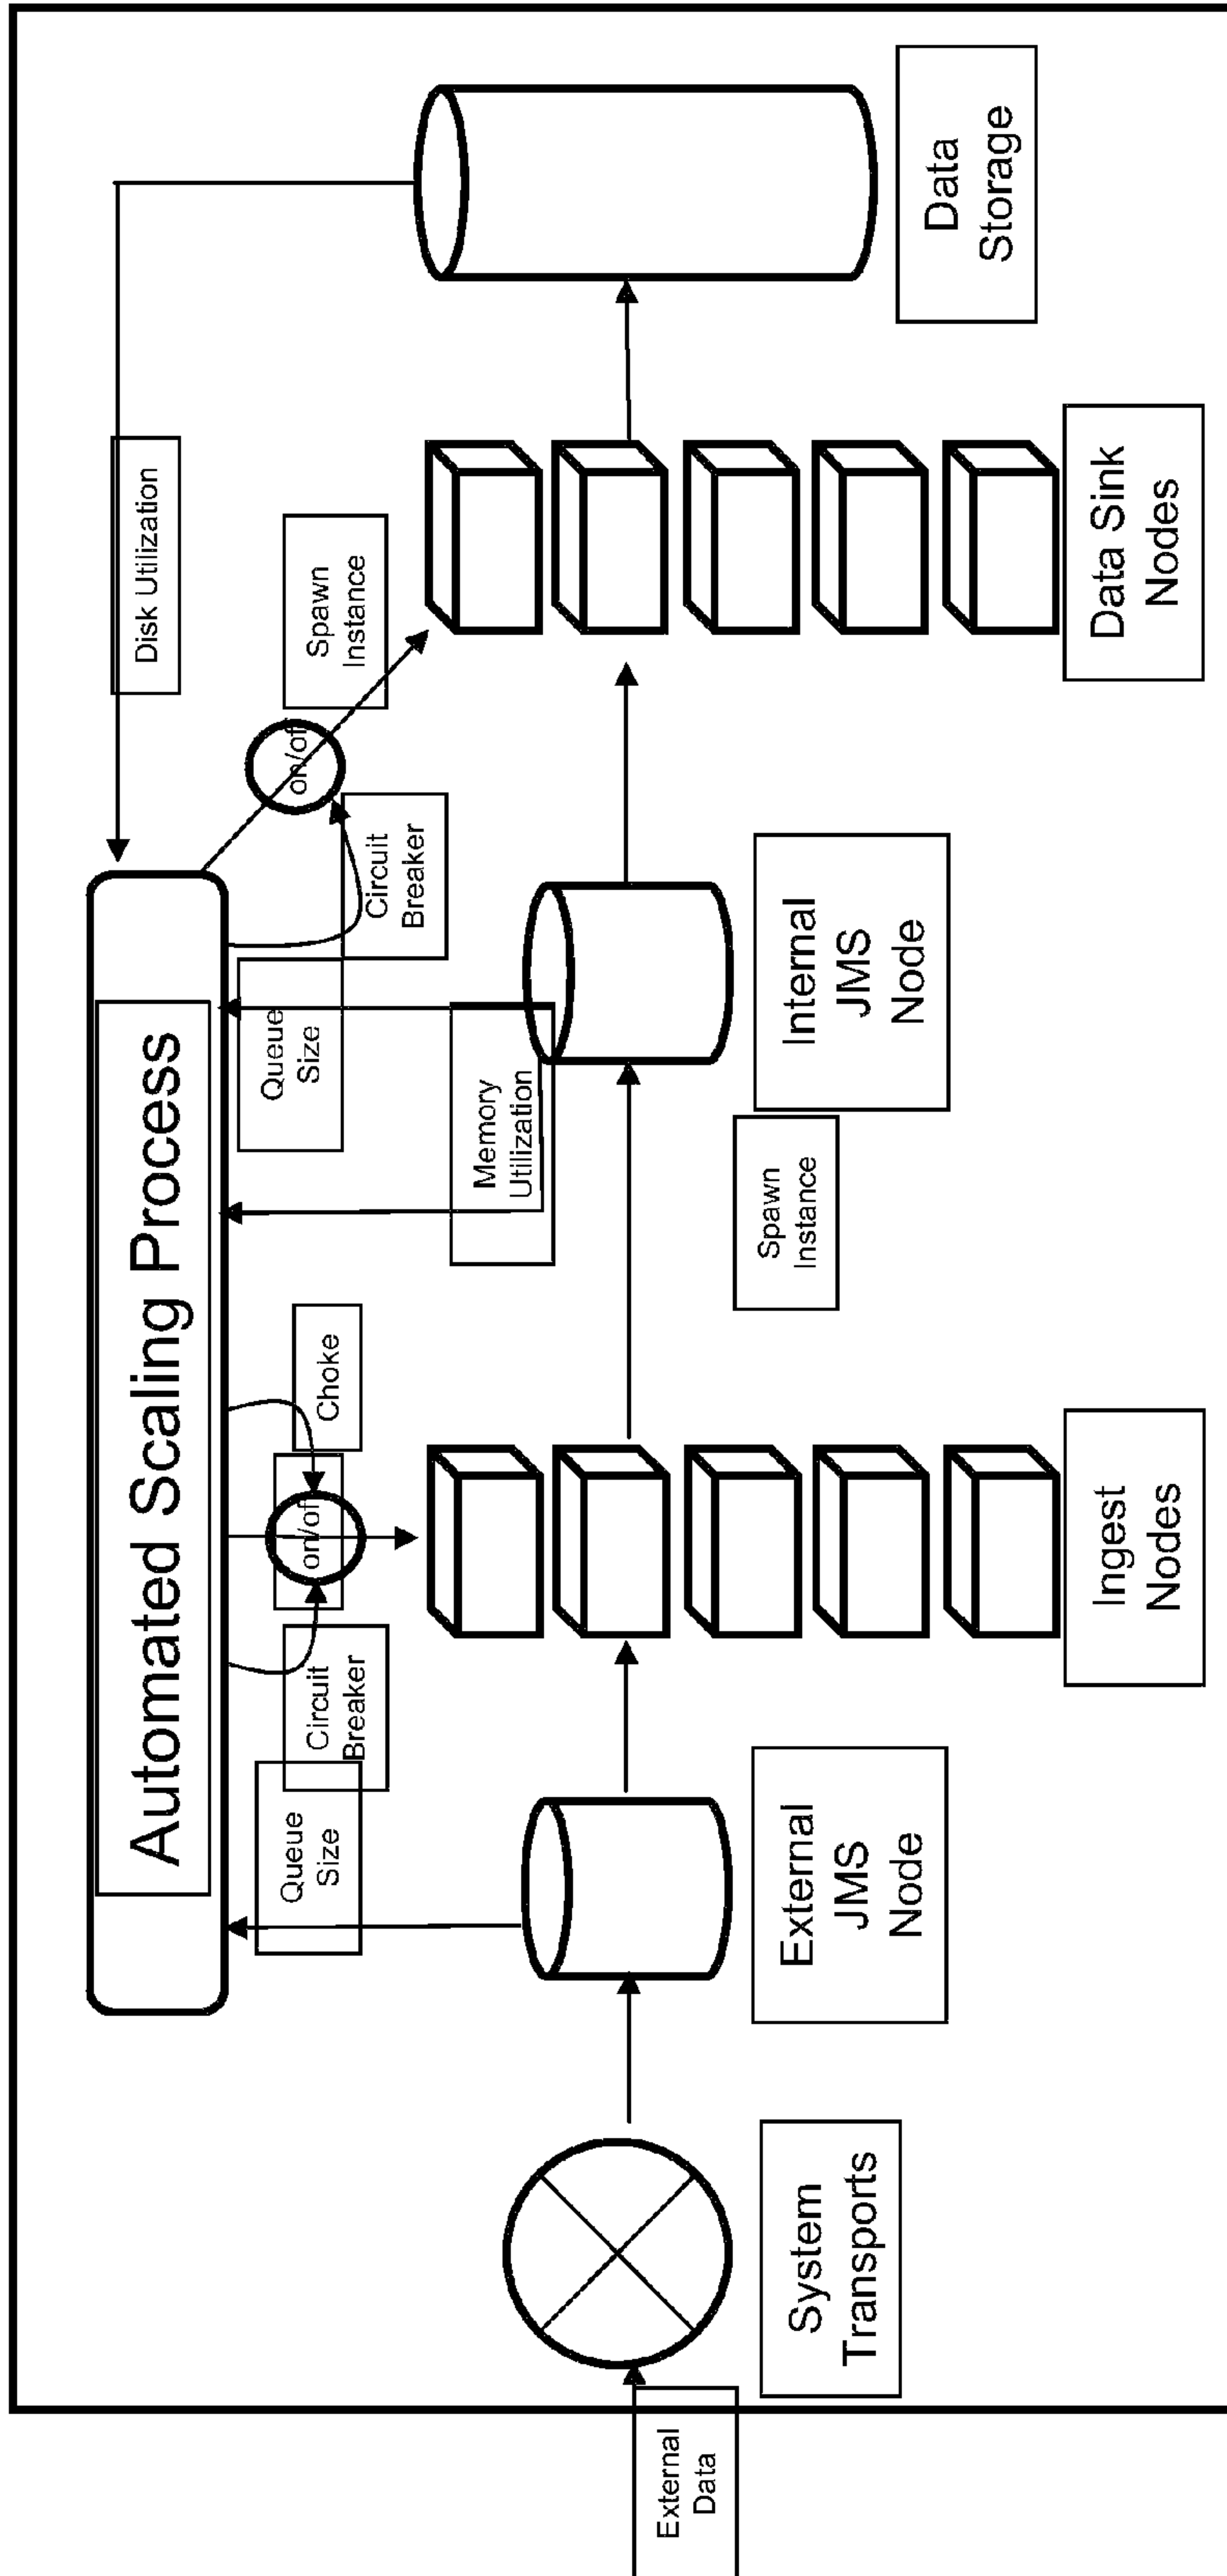 Automated Scaling Process
Disk Utilization
Queue
Size
Circuit
Breaker
on/of
Choke
Memory
Utilization
Queue
Size
Circuit
Breaker
on/of
Spawn
Instance
External
Data
System
Transports
External
JMS
Node
Ingest
Nodes
Spawn
Instance
Internal
JMS
Node
Data Sink
Nodes
Data
Storage